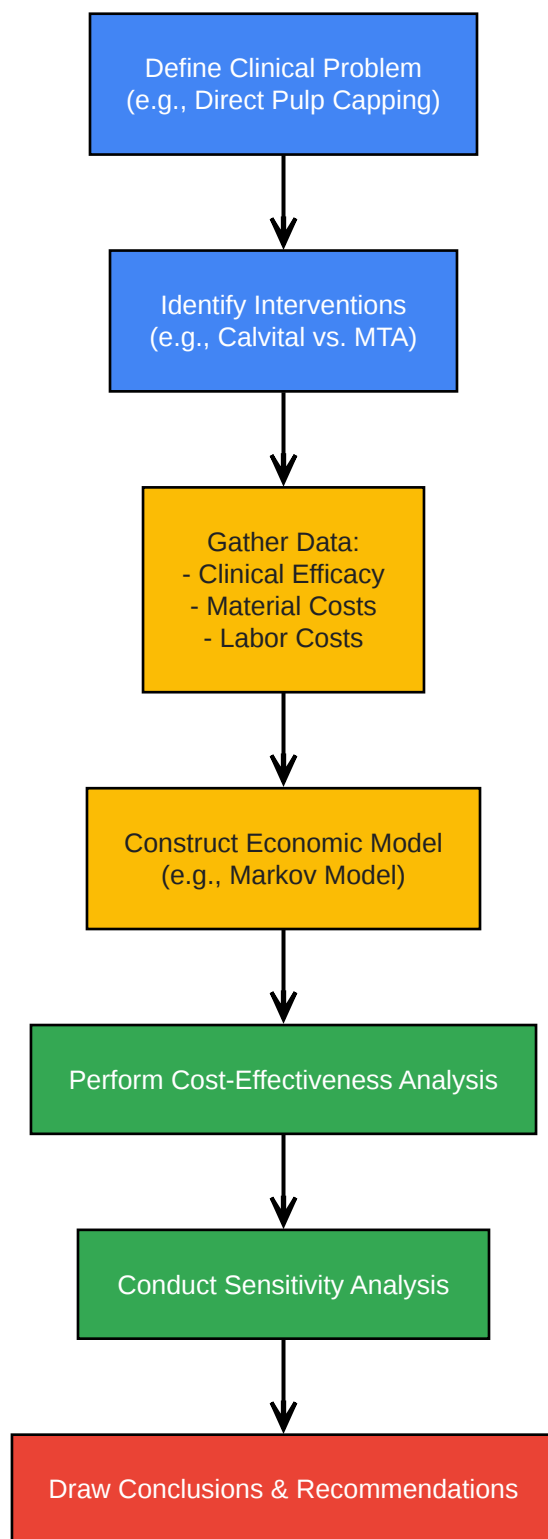 Define Clinical Problem
(e.g., Direct Pulp Capping)
Identify Interventions
(e.g., Calvital vs. MTA)
Gather Data:
- Clinical Efficacy
- Material Costs
- Labor Costs
Construct Economic Model
(e.g., Markov Model)
Perform Cost-Effectiveness Analysis
Conduct Sensitivity Analysis
Draw Conclusions & Recommendations